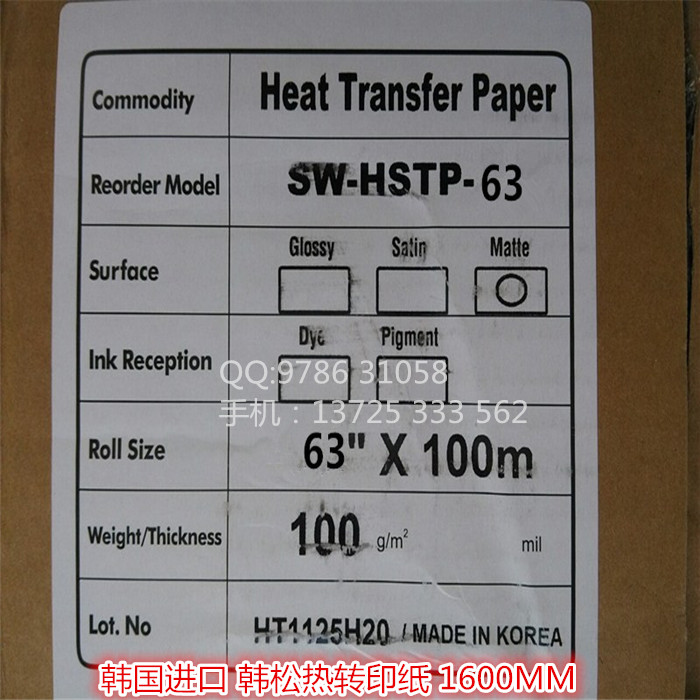 Commodity Heat Transfer Paper
Reorder Model SW-HSTP-63
Glossy Satin Matte
Surface
Dye Pigment
Ink Reception
QQ:9786 31058
手机：13725 333 562
Roll Size 63" X 100m
Weight/Thickness 100 g/m² mil
Lot. No HT1125H20 / MADE IN KOREA
韩国进口 韩松热转印纸 1600MM